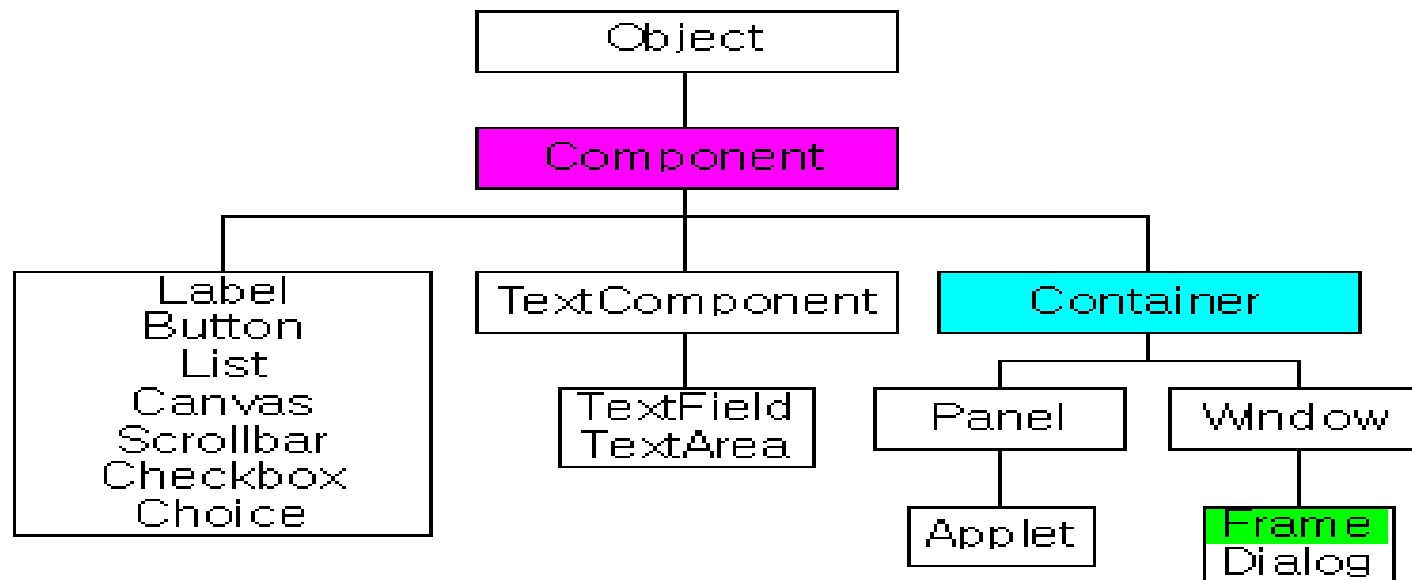 Object
Component
Label
Button
List
Canvas
Scrollbar
Checkbox
Choice
TextComponent
TextField
TextArea
Container
Panel
Window
Applet
Frame
Dialog